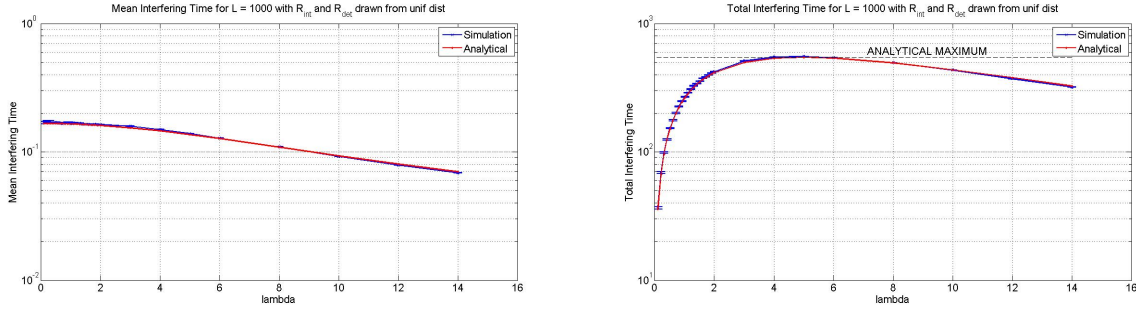 Mean Interfering Time for L = 1000 with R_int and R_det drawn from unif dist
10^0
Simulation
Analytical
Mean Interfering Time
10^-1
10^-2
0 2 4 6 8 10 12 14 16
lambda
Total Interfering Time for L = 1000 with R_int and R_det drawn from unif dist
10^3
ANALYTICAL MAXIMUM
Simulation
Analytical
Total Interfering Time
10^2
10^1
0 2 4 6 8 10 12 14 16
lambda